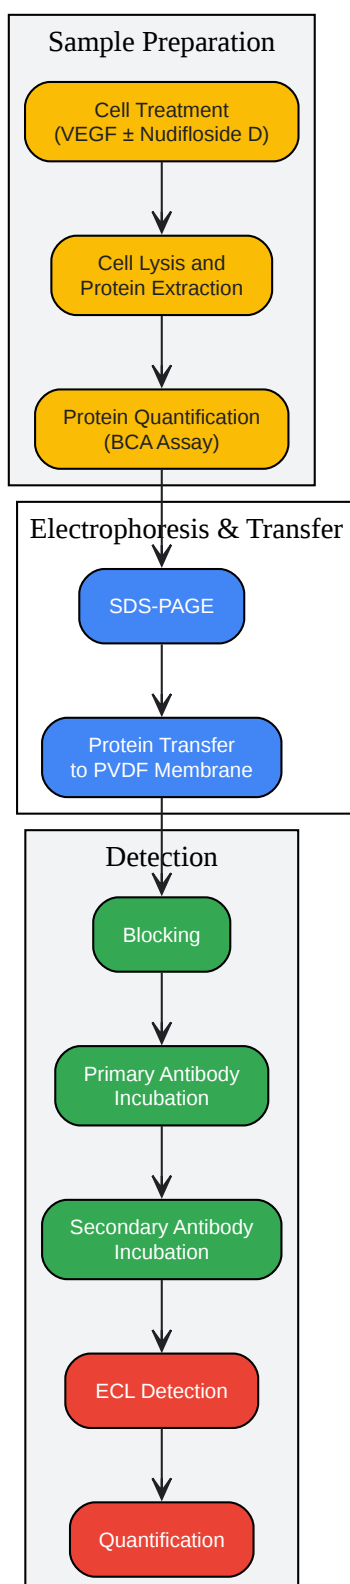 Sample Preparation
Cell Treatment
(VEGF ± Nudifloside D)
Cell Lysis and
Protein Extraction
Protein Quantification
(BCA Assay)
Electrophoresis & Transfer
SDS-PAGE
Protein Transfer
to PVDF Membrane
Detection
Blocking
Primary Antibody
Incubation
Secondary Antibody
Incubation
ECL Detection
Quantification